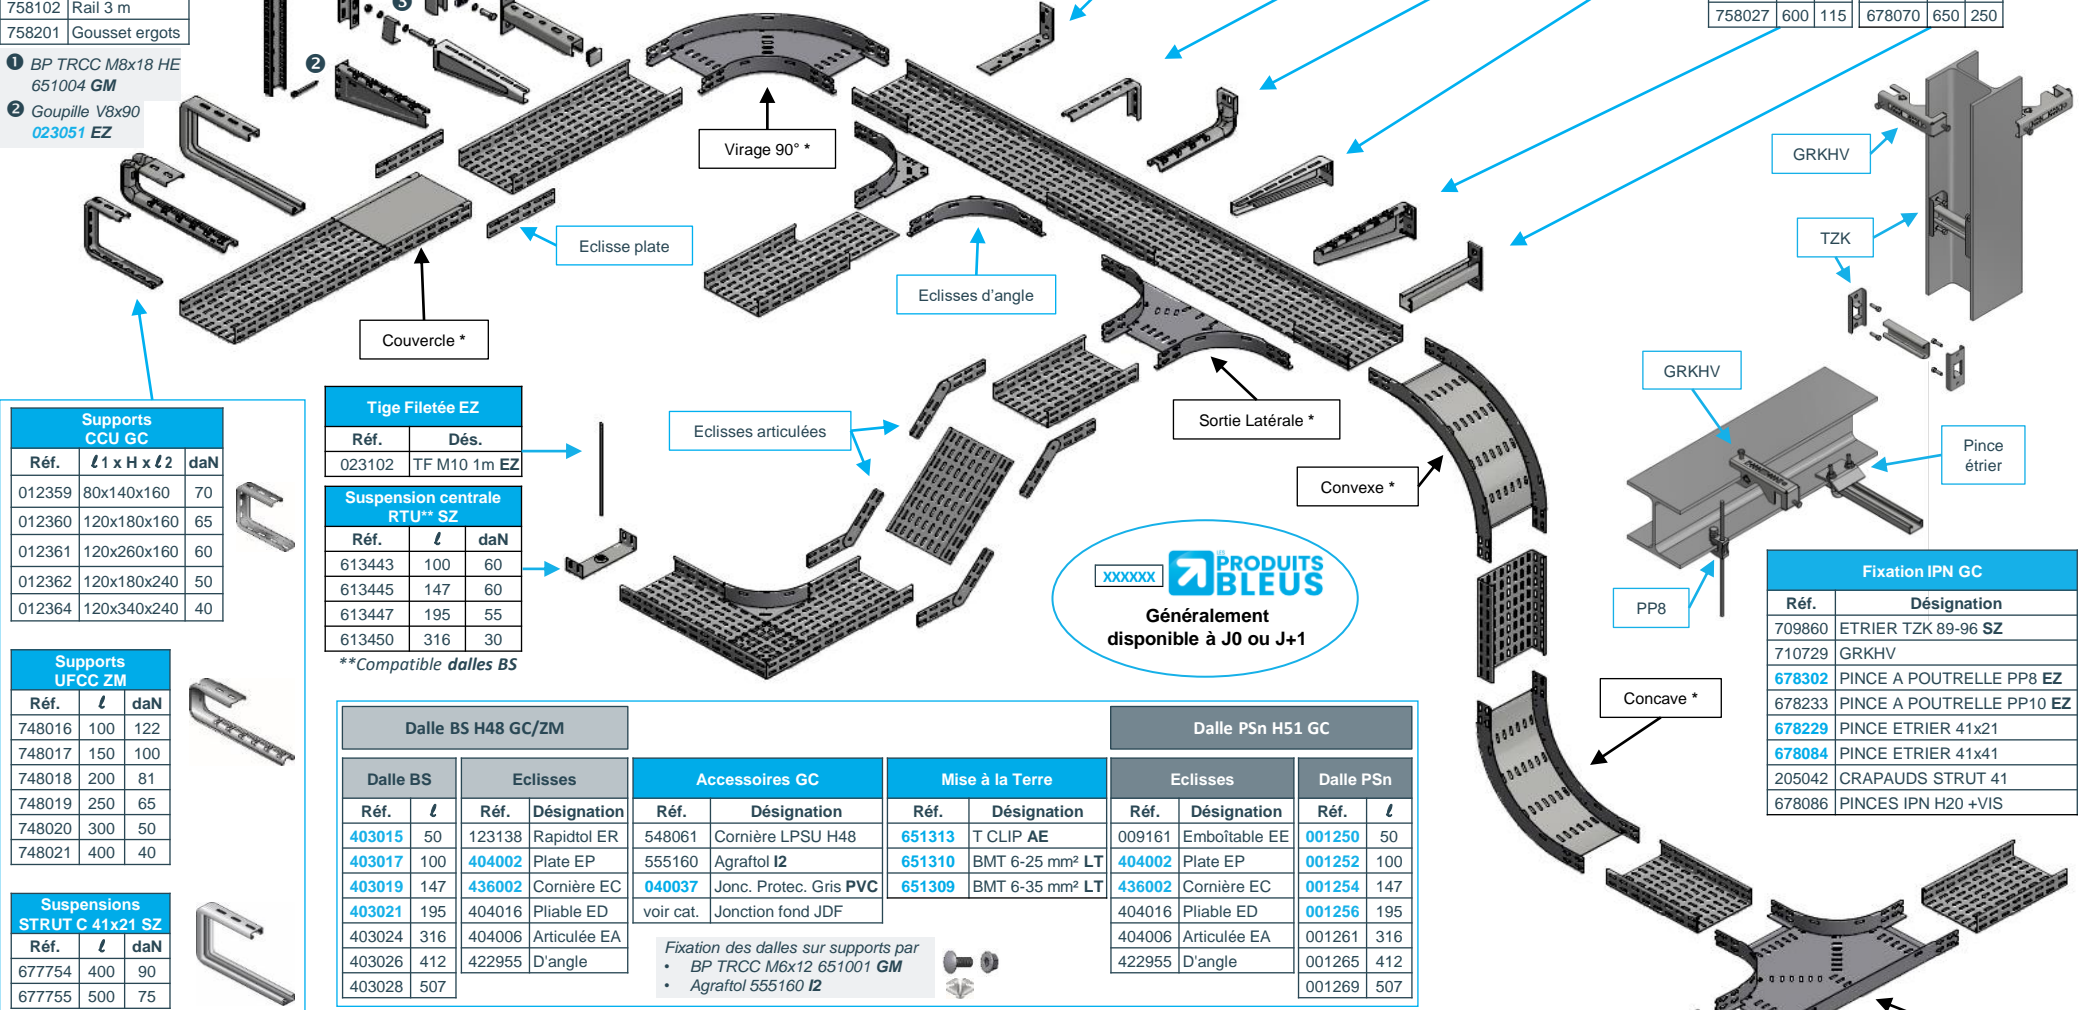 758102 Rail 3 m
758201 Gousset ergots
❶ BP TRCC M8x18 HE
651004 GM
❷ Goupille V8x90
023051 EZ
❸
❷
758027 600 115
678070 650 250
Virage 90° *
Eclisse plate
Eclisses d'angle
Couvercle *
GRKHV
TZK
GRKHV
Pince
étrier
PP8
Eclisses articulées
Sortie Latérale *
Convexe *
Concave *
Supports
CCU GC
Réf. ℓ1 x H x ℓ2 daN
012359 80x140x160 70
012360 120x180x160 65
012361 120x260x160 60
012362 120x180x240 50
012364 120x340x240 40
Supports
UFCC ZM
Réf. ℓ daN
748016 100 122
748017 150 100
748018 200 81
748019 250 65
748020 300 50
748021 400 40
Suspensions
STRUT C 41x21 SZ
Réf. ℓ daN
677754 400 90
677755 500 75
Tige Filetée EZ
Réf. Dés.
023102 TF M10 1m EZ
Suspension centrale
RTU** SZ
Réf. ℓ daN
613443 100 60
613445 147 60
613447 195 55
613450 316 30
**Compatible dalles BS
xxxxxx LES PRODUITS
BLEUS
Généralement
disponible à J0 ou J+1
Fixation IPN GC
Réf. Désignation
709860 ETRIER TZK 89-96 SZ
710729 GRKHV
678302 PINCE A POUTRELLE PP8 EZ
678233 PINCE A POUTRELLE PP10 EZ
678229 PINCE ETRIER 41x21
678084 PINCE ETRIER 41x41
205042 CRAPAUDS STRUT 41
678086 PINCES IPN H20 +VIS
Dalle BS H48 GC/ZM
Dalle BS
Réf. ℓ
403015 50
403017 100
403019 147
403021 195
403024 316
403026 412
403028 507
Eclisses
Réf. Désignation
123138 Rapidtol ER
404002 Plate EP
436002 Cornière EC
404016 Pliable ED
404006 Articulée EA
422955 D'angle
Accessoires GC
Réf. Désignation
548061 Cornière LPSU H48
555160 Agraftol I2
040037 Jonc. Protec. Gris PVC
voir cat. Jonction fond JDF
Mise à la Terre
Réf. Désignation
651313 T CLIP AE
651310 BMT 6-25 mm² LT
651309 BMT 6-35 mm² LT
Dalle PSn H51 GC
Eclisses
Réf. Désignation
009161 Emboîtable EE
404002 Plate EP
436002 Cornière EC
404016 Pliable ED
404006 Articulée EA
422955 D'angle
Dalle PSn
Réf. ℓ
001250 50
001252 100
001254 147
001256 195
001261 316
001265 412
001269 507
Fixation des dalles sur supports par
• BP TRCC M6x12 651001 GM
• Agraftol 555160 I2